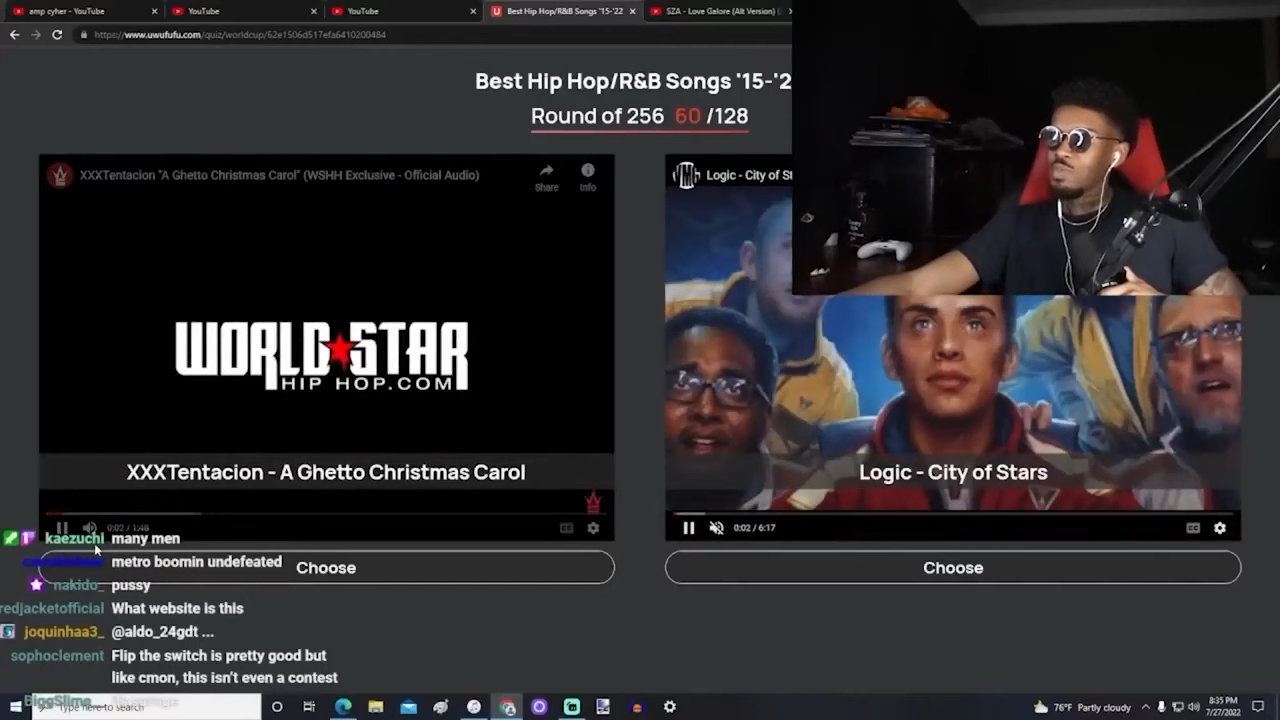 amp cyher - YouTube
YouTube
YouTube
Best Hip Hop/R&B Songs '15-'22
SZA - Love Galore (Alt Version)
https://www.uwufufu.com/quiz/worldcup/62e1506d517efa6410200484
Best Hip Hop/R&B Songs '15-'2
Round of 256 60 /128
XXXTentacion "A Ghetto Christmas Carol" (WSHH Exclusive - Official Audio)
Share
Info
Logic - City of St
WORLD STAR
HIP HOP.COM
XXXTentacion - A Ghetto Christmas Carol
Logic - City of Stars
0:02 / 1:48
0:02 / 6:17
Choose
Choose
kaezuchi many men
metro boomin undefeated
nakido_ pussy
redjacketofficial What website is this
joquinhaa3_ @aldo_24gdt ...
sophoclement Flip the switch is pretty good but
like cmon, this isn't even a contest
BiggSlime
Type here to search
76°F Partly cloudy
8:35 PM
7/27/2022